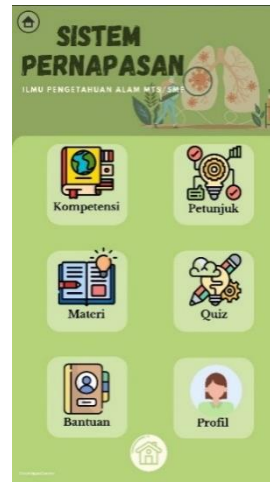 SISTEM
PERNAPASAN
ILMU PENGETAHUAN ALAM MTS/SMP
Kompetensi
Petunjuk
Materi
Quiz
Bantuan
Profil